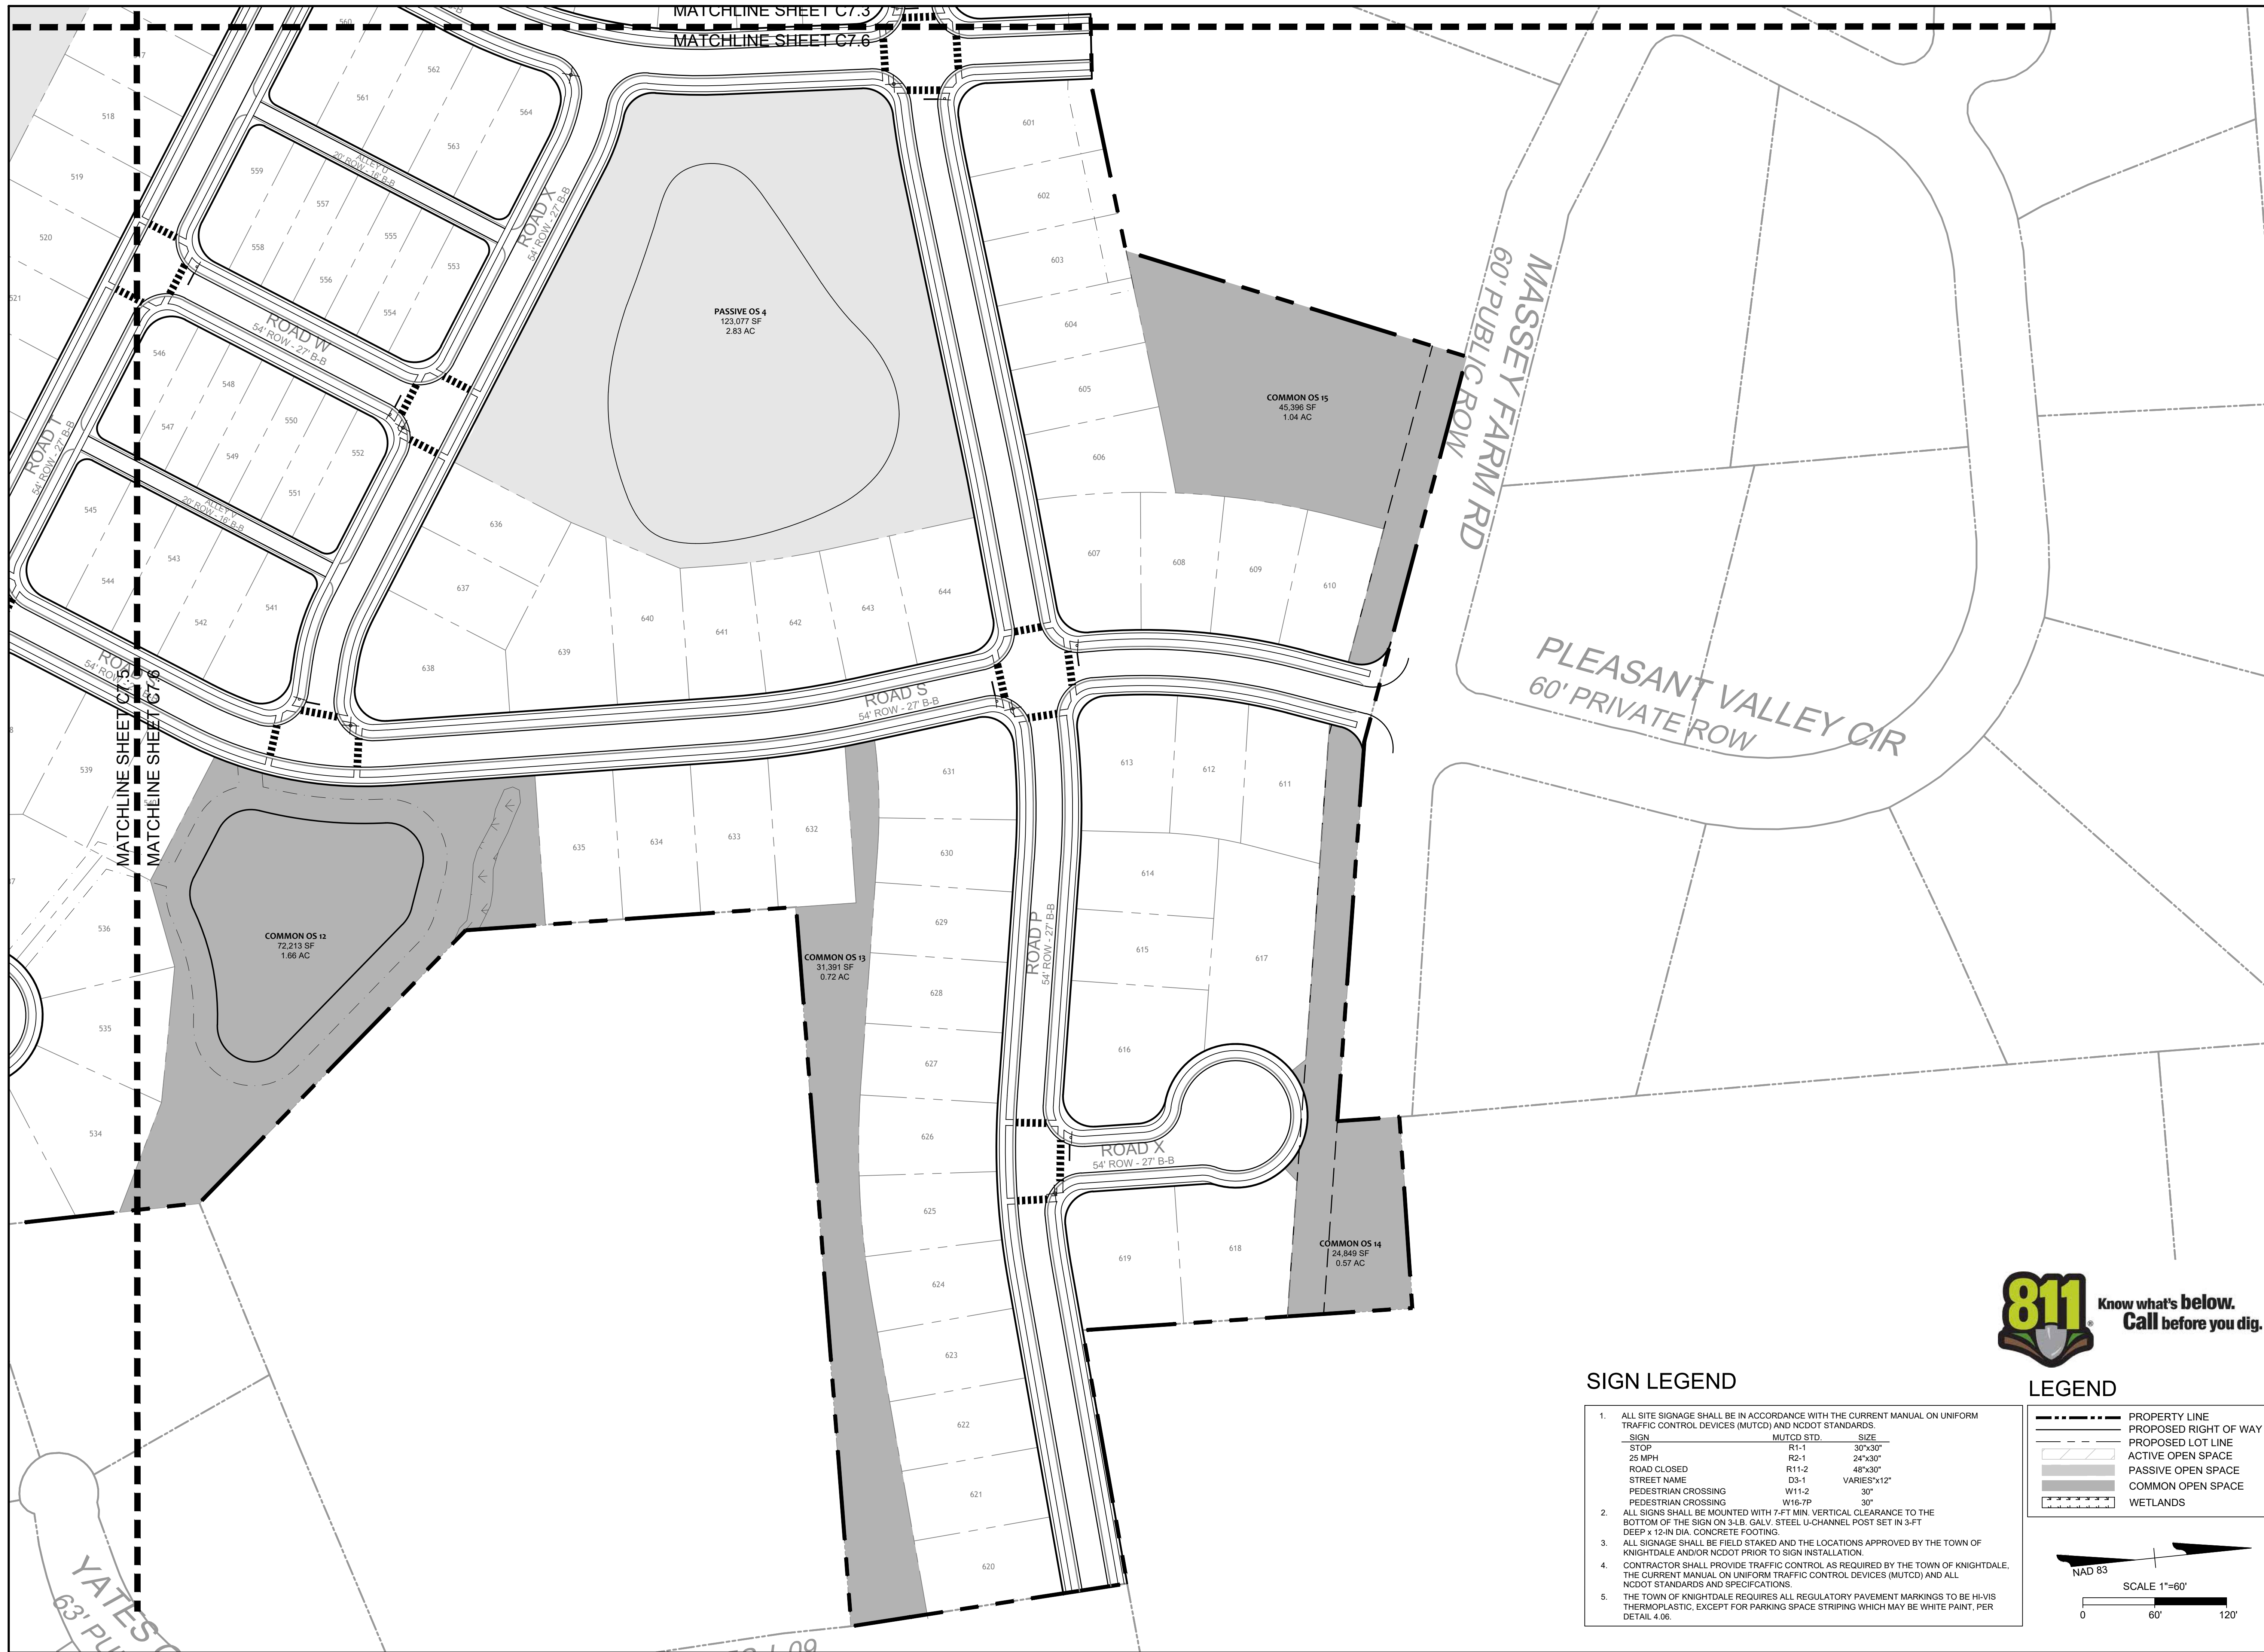 MATCHLINE SHEET C7.3
MATCHLINE SHEET C7.6
560
562
561
564
563
518
519
520
521
559
557
558
555
556
553
554
ALLEY U
20' ROW - 16' B-B
ROAD X
54' ROW - 27' B-B
ROAD W
54' ROW - 27' B-B
546
548
547
550
549
552
551
ROAD T
54' ROW - 27' B-B
ALLEY V
20' ROW - 16' B-B
545
543
544
541
542
PASSIVE OS 4
123,077 SF
2.83 AC
601
602
603
604
605
606
COMMON OS 15
45,396 SF
1.04 AC
MASSEY FARM RD
60' PUBLIC ROW
607
608
609
610
636
637
638
639
640
641
642
643
644
ROAD S
54' ROW - 27' B-B
54' ROW - 27' B-B
MATCHLINE SHEET C7.5
MATCHLINE SHEET C7.6
PLEASANT VALLEY CIR
60' PRIVATE ROW
539
540
536
535
534
COMMON OS 12
72,213 SF
1.66 AC
635
634
633
632
631
630
629
628
627
626
625
624
623
622
621
620
COMMON OS 13
31,391 SF
0.72 AC
613
612
611
614
615
617
616
ROAD P
54' ROW - 27' B-B
ROAD X
54' ROW - 27' B-B
619
618
COMMON OS 14
24,849 SF
0.57 AC
811
Know what's below.
Call before you dig.
SIGN LEGEND
1. ALL SITE SIGNAGE SHALL BE IN ACCORDANCE WITH THE CURRENT MANUAL ON UNIFORM
TRAFFIC CONTROL DEVICES (MUTCD) AND NCDOT STANDARDS.
SIGN MUTCD STD. SIZE
STOP R1-1 30"x30"
25 MPH R2-1 24"x30"
ROAD CLOSED R11-2 48"x30"
STREET NAME D3-1 VARIES"x12"
PEDESTRIAN CROSSING W11-2 30"
PEDESTRIAN CROSSING W16-7P 30"
2. ALL SIGNS SHALL BE MOUNTED WITH 7-FT MIN. VERTICAL CLEARANCE TO THE
BOTTOM OF THE SIGN ON 3-LB. GALV. STEEL U-CHANNEL POST SET IN 3-FT
DEEP x 12-IN DIA. CONCRETE FOOTING.
3. ALL SIGNAGE SHALL BE FIELD STAKED AND THE LOCATIONS APPROVED BY THE TOWN OF
KNIGHTDALE AND/OR NCDOT PRIOR TO SIGN INSTALLATION.
4. CONTRACTOR SHALL PROVIDE TRAFFIC CONTROL AS REQUIRED BY THE TOWN OF KNIGHTDALE,
THE CURRENT MANUAL ON UNIFORM TRAFFIC CONTROL DEVICES (MUTCD) AND ALL
NCDOT STANDARDS AND SPECIFCATIONS.
5. THE TOWN OF KNIGHTDALE REQUIRES ALL REGULATORY PAVEMENT MARKINGS TO BE HI-VIS
THERMOPLASTIC, EXCEPT FOR PARKING SPACE STRIPING WHICH MAY BE WHITE PAINT, PER
DETAIL 4.06.
LEGEND
PROPERTY LINE
PROPOSED RIGHT OF WAY
PROPOSED LOT LINE
ACTIVE OPEN SPACE
PASSIVE OPEN SPACE
COMMON OPEN SPACE
WETLANDS
NAD 83
SCALE 1"=60'
0 60' 120'
YATES
63' PU